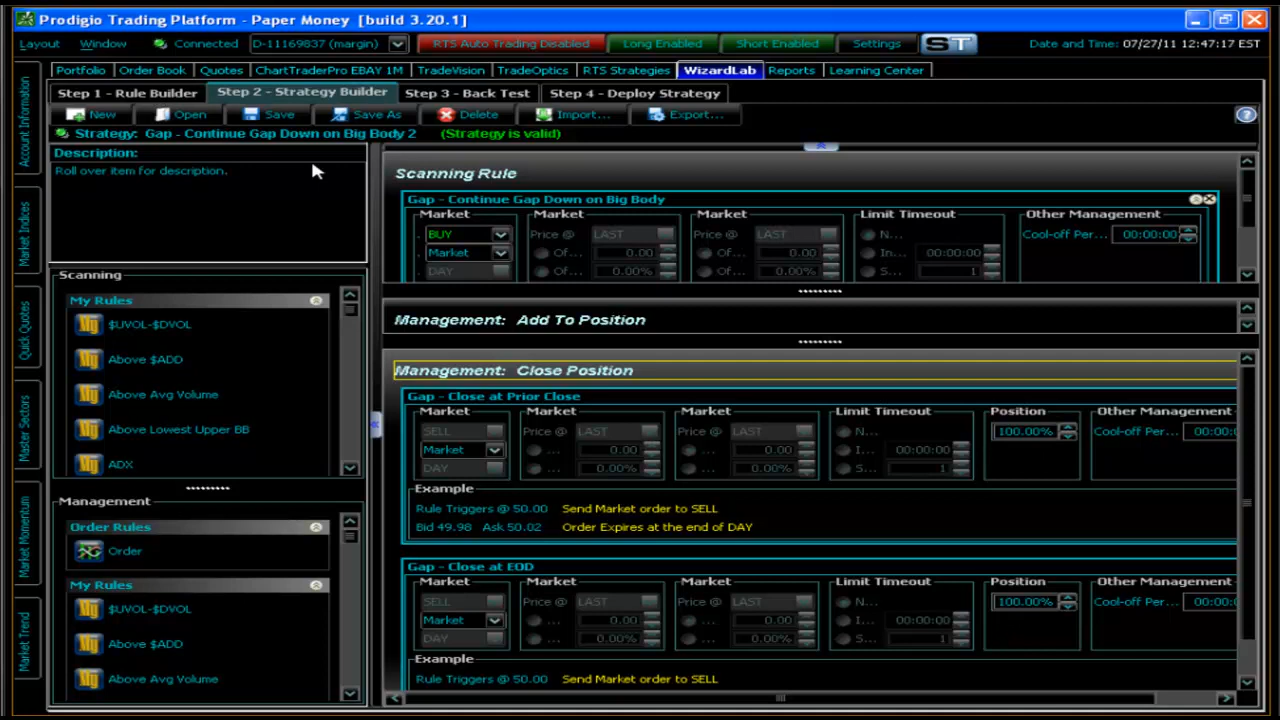 Prodigio Trading Platform - Paper Money [build 3.20.1]
Layout Window Connected D-11169837 (margin) RTS Auto Trading Disabled Long Enabled Short Enabled Settings ST Date and Time: 07/27/11 12:47:17 EST
Portfolio Order Book Quotes ChartTraderPro EBAY 1M TradeVision TradeOptics RTS Strategies WizardLab Reports Learning Center
Step 1 - Rule Builder Step 2 - Strategy Builder Step 3 - Back Test Step 4 - Deploy Strategy
New Open Save Save As Delete Import... Export... ?
Strategy: Gap - Continue Gap Down on Big Body 2 (Strategy is valid)
Account Information
Market Indices
Quick Quotes
Master Sectors
Market Momentum
Market Trend
Description:
Roll over item for description.
Scanning
My Rules
$UVOL-$DVOL
Above $ADD
Above Avg Volume
Above Lowest Upper BB
ADX
Management
Order Rules
Order
My Rules
$UVOL-$DVOL
Above $ADD
Above Avg Volume
Scanning Rule
Gap - Continue Gap Down on Big Body
Market Market Market Limit Timeout Other Management
BUY Price @ LAST Price @ LAST N... Cool-off Per... 00:00:00
Market Of... 0.00 Of... 0.00 In... 00:00:00
DAY Of... 0.00% Of... 0.00% S... 1
Management: Add To Position
Management: Close Position
Gap - Close at Prior Close
Market Market Market Limit Timeout Position Other Management
SELL Price @ LAST Price @ LAST N... 100.00% Cool-off Per... 00:00:
Market ... 0.00 ... 0.00 I... 00:00:00
DAY ... 0.00% ... 0.00% S... 1
Example
Rule Triggers @ 50.00 Send Market order to SELL
Bid 49.98 Ask 50.02 Order Expires at the end of DAY
Gap - Close at EOD
Market Market Market Limit Timeout Position Other Management
SELL Price @ LAST Price @ LAST N... 100.00% Cool-off Per... 00:00:
Market ... 0.00 ... 0.00 I... 00:00:00
DAY ... 0.00% ... 0.00% S... 1
Example
Rule Triggers @ 50.00 Send Market order to SELL